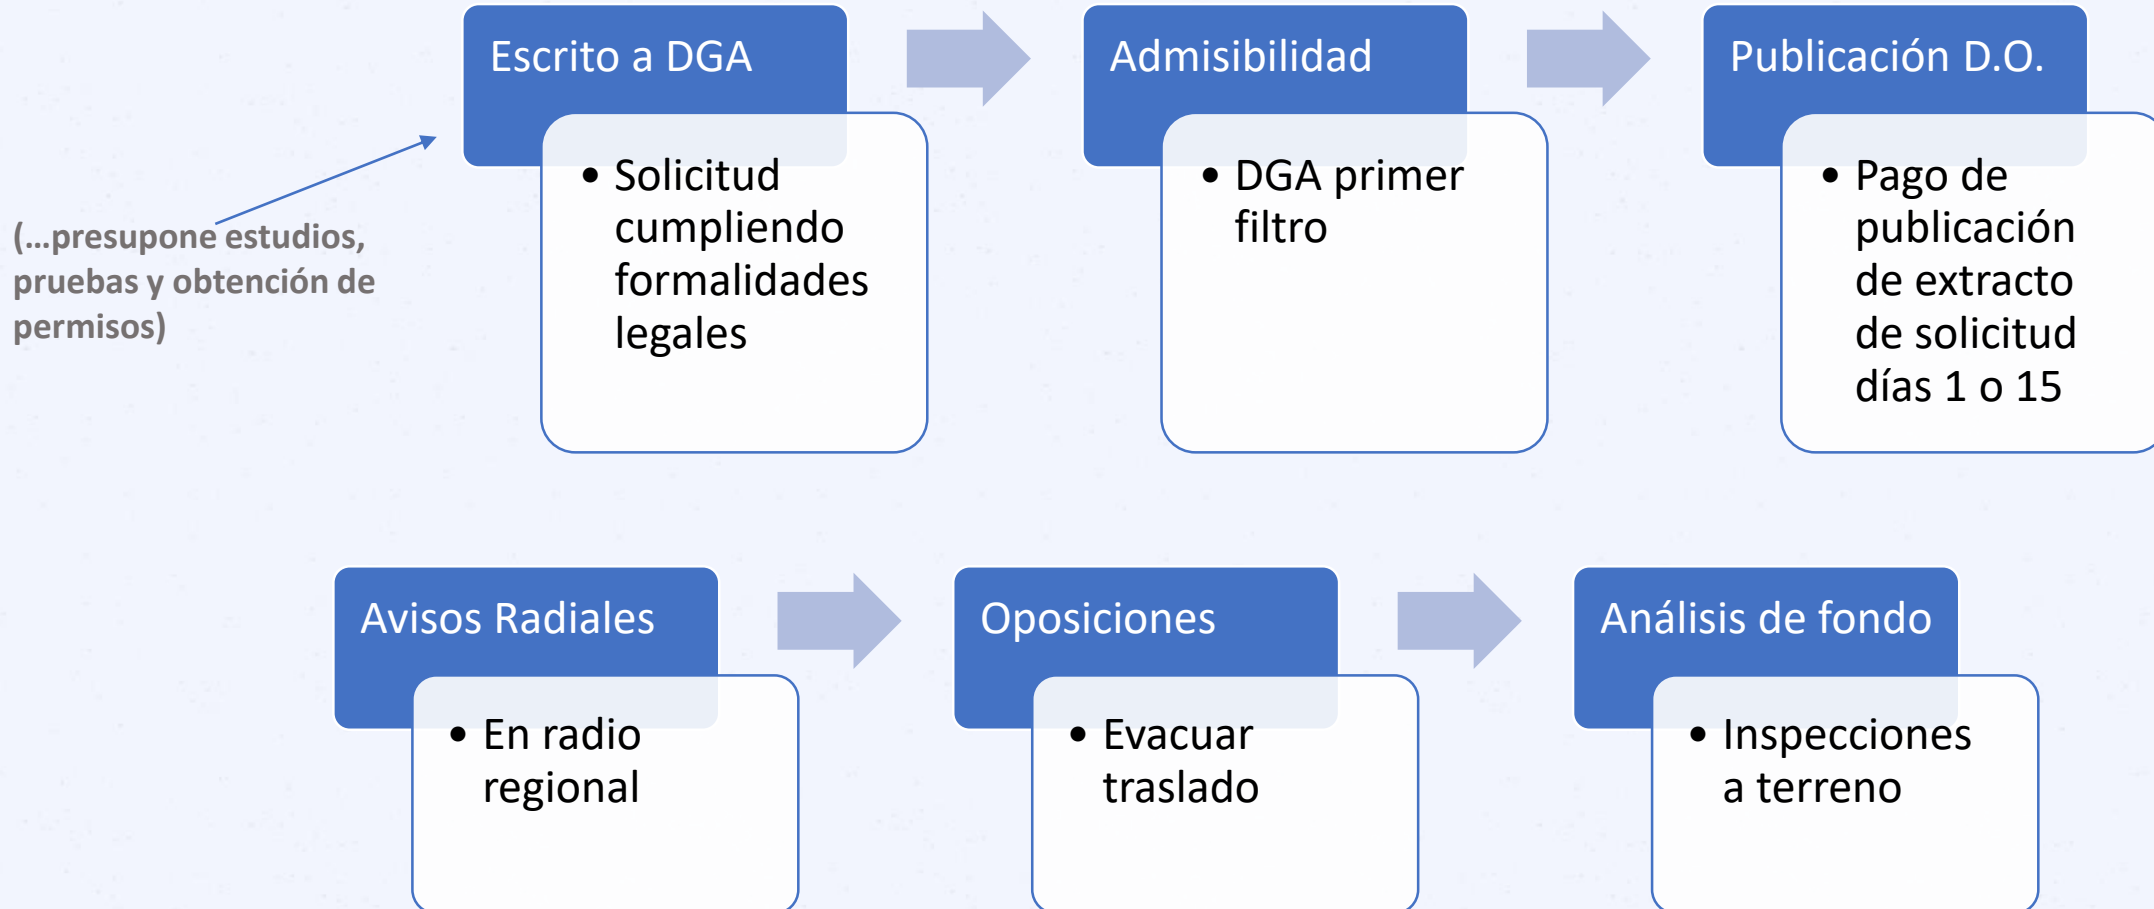 Escrito a DGA
• Solicitud
cumpliendo
formalidades
legales
(...presupone estudios,
pruebas y obtención de
permisos)
Admisibilidad
• DGA primer
filtro
Publicación D.O.
• Pago de
publicación
de extracto
de solicitud
días 1 o 15
Avisos Radiales
• En radio
regional
Oposiciones
• Evacuar
traslado
Análisis de fondo
• Inspecciones
a terreno